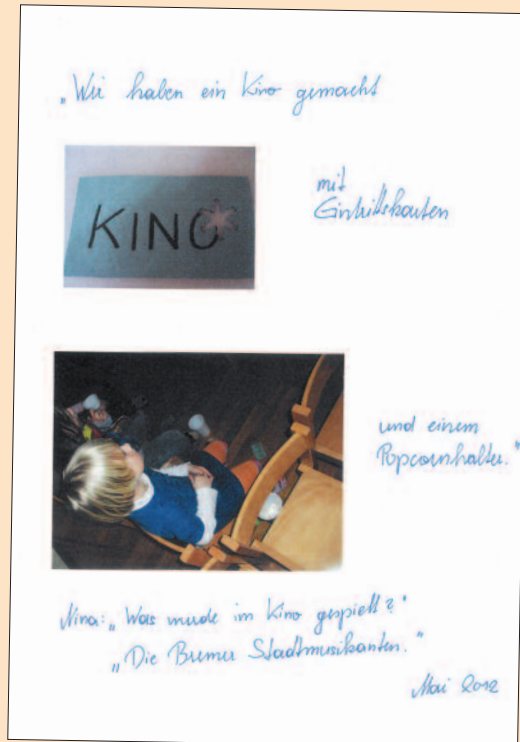 „Wir haben ein Kino gemacht
KINO
mit
Eintrittskarten
und einem
Popcornhalter."
Nina: „Was wurde im Kino gespielt?"
„Die Bremer Stadtmusikanten."
Mai 2012